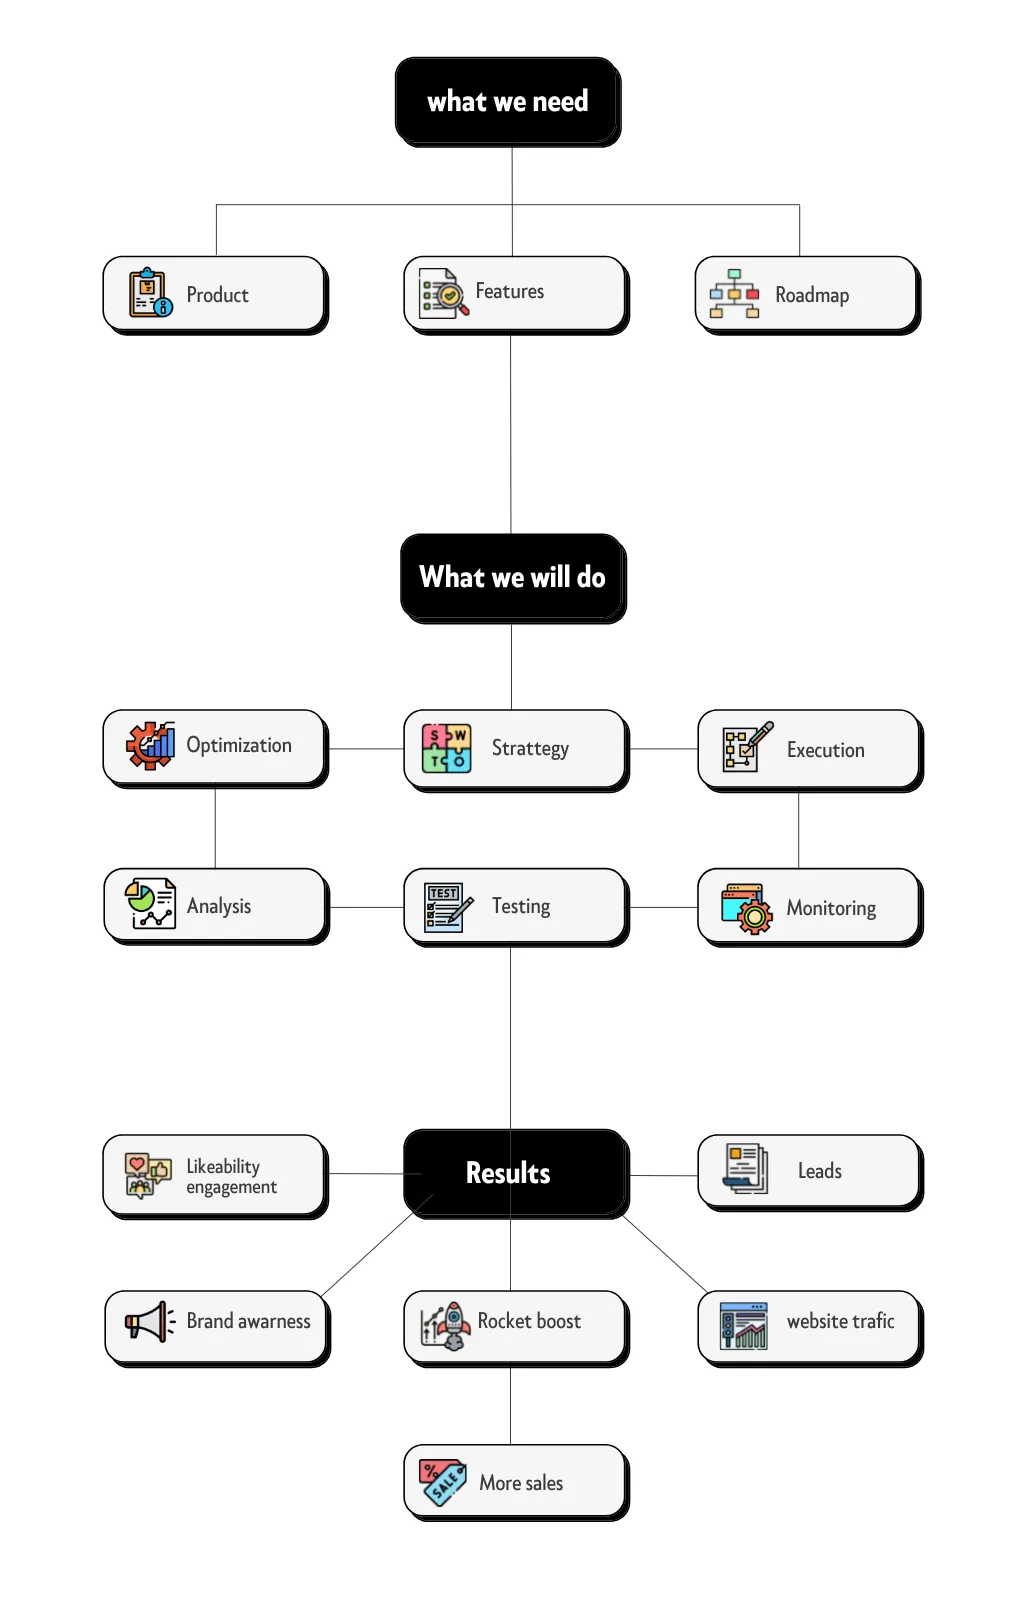 what we need
Product
Features
Roadmap
What we will do
Optimization
S W
T O
Strattegy
Execution
Analysis
TEST
Testing
Monitoring
Likeability
engagement
Results
Leads
Brand awarness
Rocket boost
website trafic
%
SALE
More sales